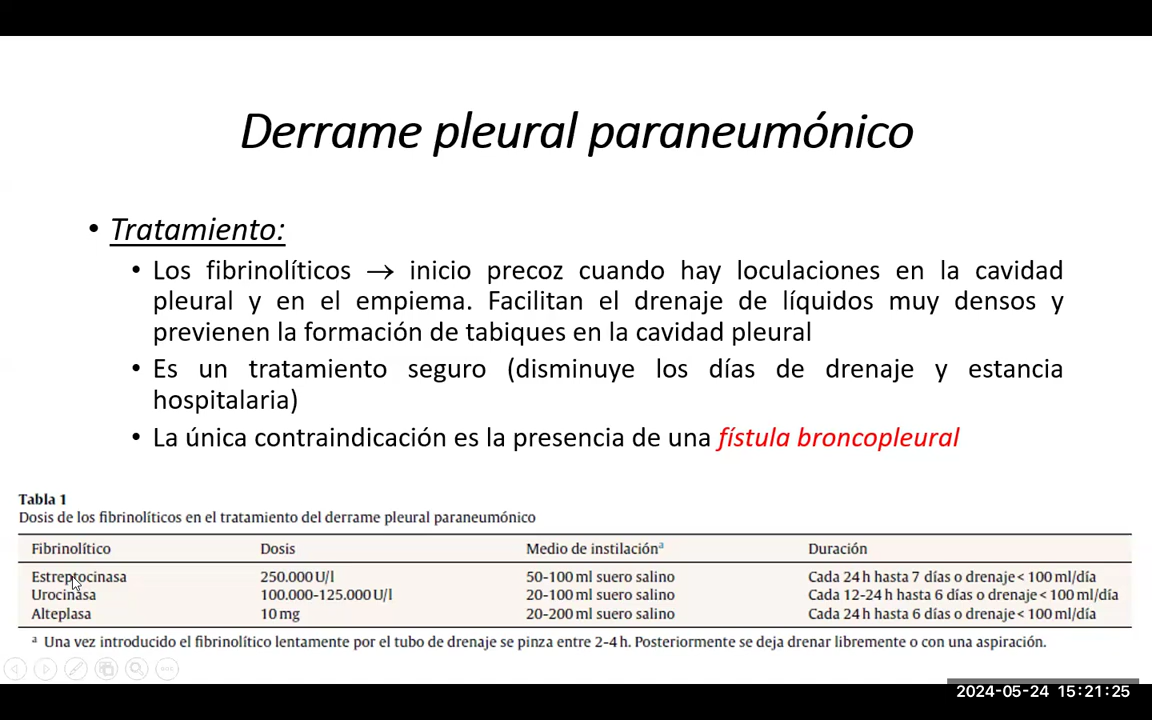 Derrame pleural paraneumónico
• Tratamiento:
• Los fibrinolíticos → inicio precoz cuando hay loculaciones en la cavidad
pleural y en el empiema. Facilitan el drenaje de líquidos muy densos y
previenen la formación de tabiques en la cavidad pleural
• Es un tratamiento seguro (disminuye los días de drenaje y estancia
hospitalaria)
• La única contraindicación es la presencia de una fístula broncopleural
Tabla 1
Dosis de los fibrinolíticos en el tratamiento del derrame pleural paraneumónico
Fibrinolítico Dosis Medio de instilaciónᵃ Duración
Estreptocinasa 250.000 U/l 50-100 ml suero salino Cada 24 h hasta 7 días o drenaje < 100 ml/día
Urocinasa 100.000-125.000 U/l 20-100 ml suero salino Cada 12-24 h hasta 6 días o drenaje < 100 ml/día
Alteplasa 10 mg 20-200 ml suero salino Cada 24 h hasta 6 días o drenaje < 100 ml/día
ᵃ Una vez introducido el fibrinolítico lentamente por el tubo de drenaje se pinza entre 2-4 h. Posteriormente se deja drenar libremente o con una aspiración.
2024-05-24 15:21:25